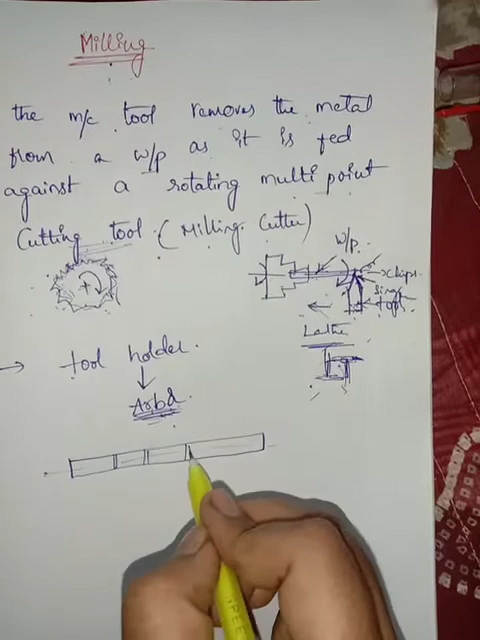 Milling
the m/c tool removes the metal
from a w/p as it is fed
against a rotating multi point
Cutting tool. (Milling Cutter)
W/P.
chips.
tool
Lathe
→ tool holder.
Arbd